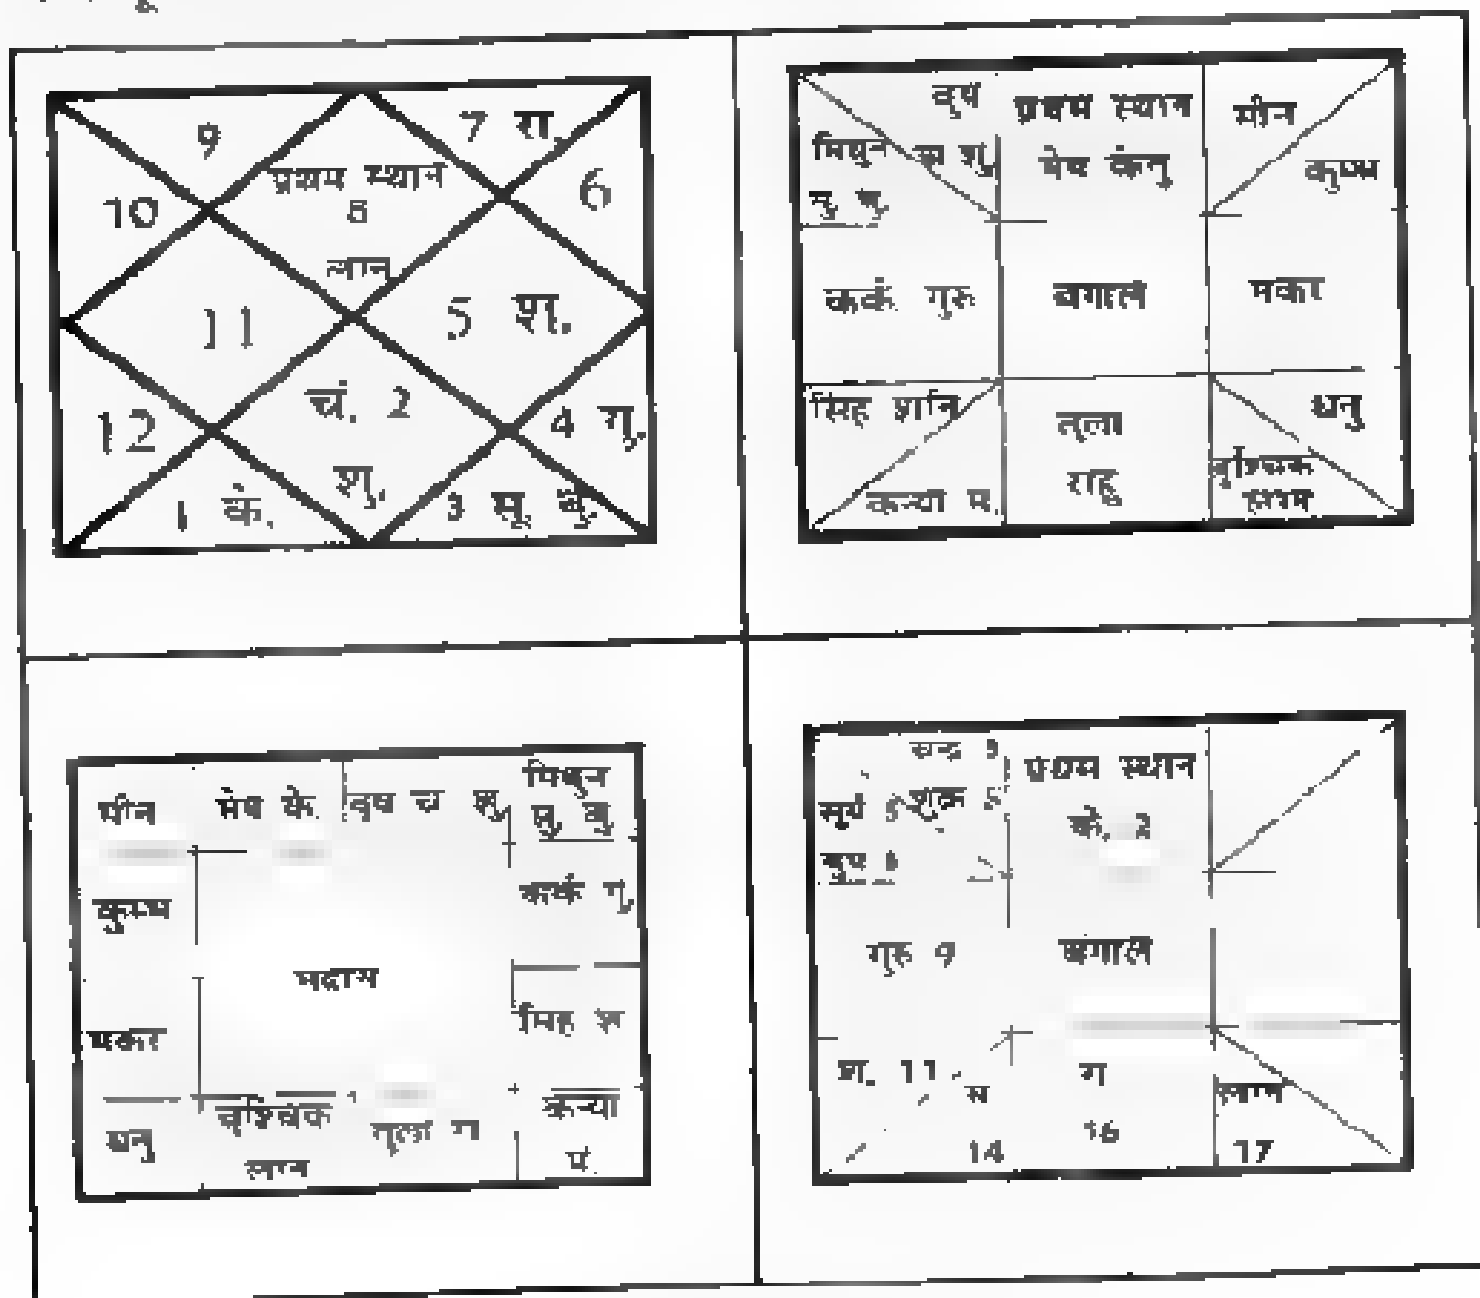 9
7 रा.
प्रथम स्थान
8
लग्न
10
6
11
5 श.
चं. 2
शु.
12
4 गु.
1 के.
3 सू. बु.
वृष
प्रथम स्थान
मीन
मिथुन
चं शु.
मेष केतु
कुम्भ
सू. बु.
कर्क गुरु
बंगाल
मकर
सिंह शनि
तुला
राहु
धनु
वृश्चिक
लग्न
कन्या म.
मीन
मेष के.
वृष च शु.
मिथुन
सु. बु.
कुम्भ
कर्क गु.
मद्रास
मकर
सिंह श
धनु
वृश्चिक
लग्न
तुला रा
कन्या
मं.
चन्द्र
शुक्र
प्रथम स्थान
सूर्य
के. 2
बुध
गुरु 9
बंगाल
श. 11
म
14
रा
16
लग्न
17